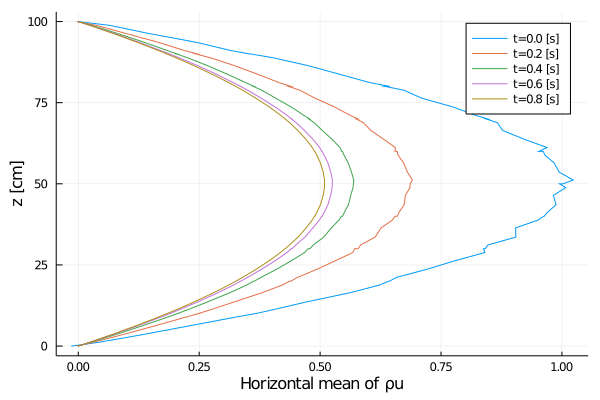 100
75
50
25
0
z [cm]
t=0.0 [s]
t=0.2 [s]
t=0.4 [s]
t=0.6 [s]
t=0.8 [s]
0.00 0.25 0.50 0.75 1.00
Horizontal mean of ρu